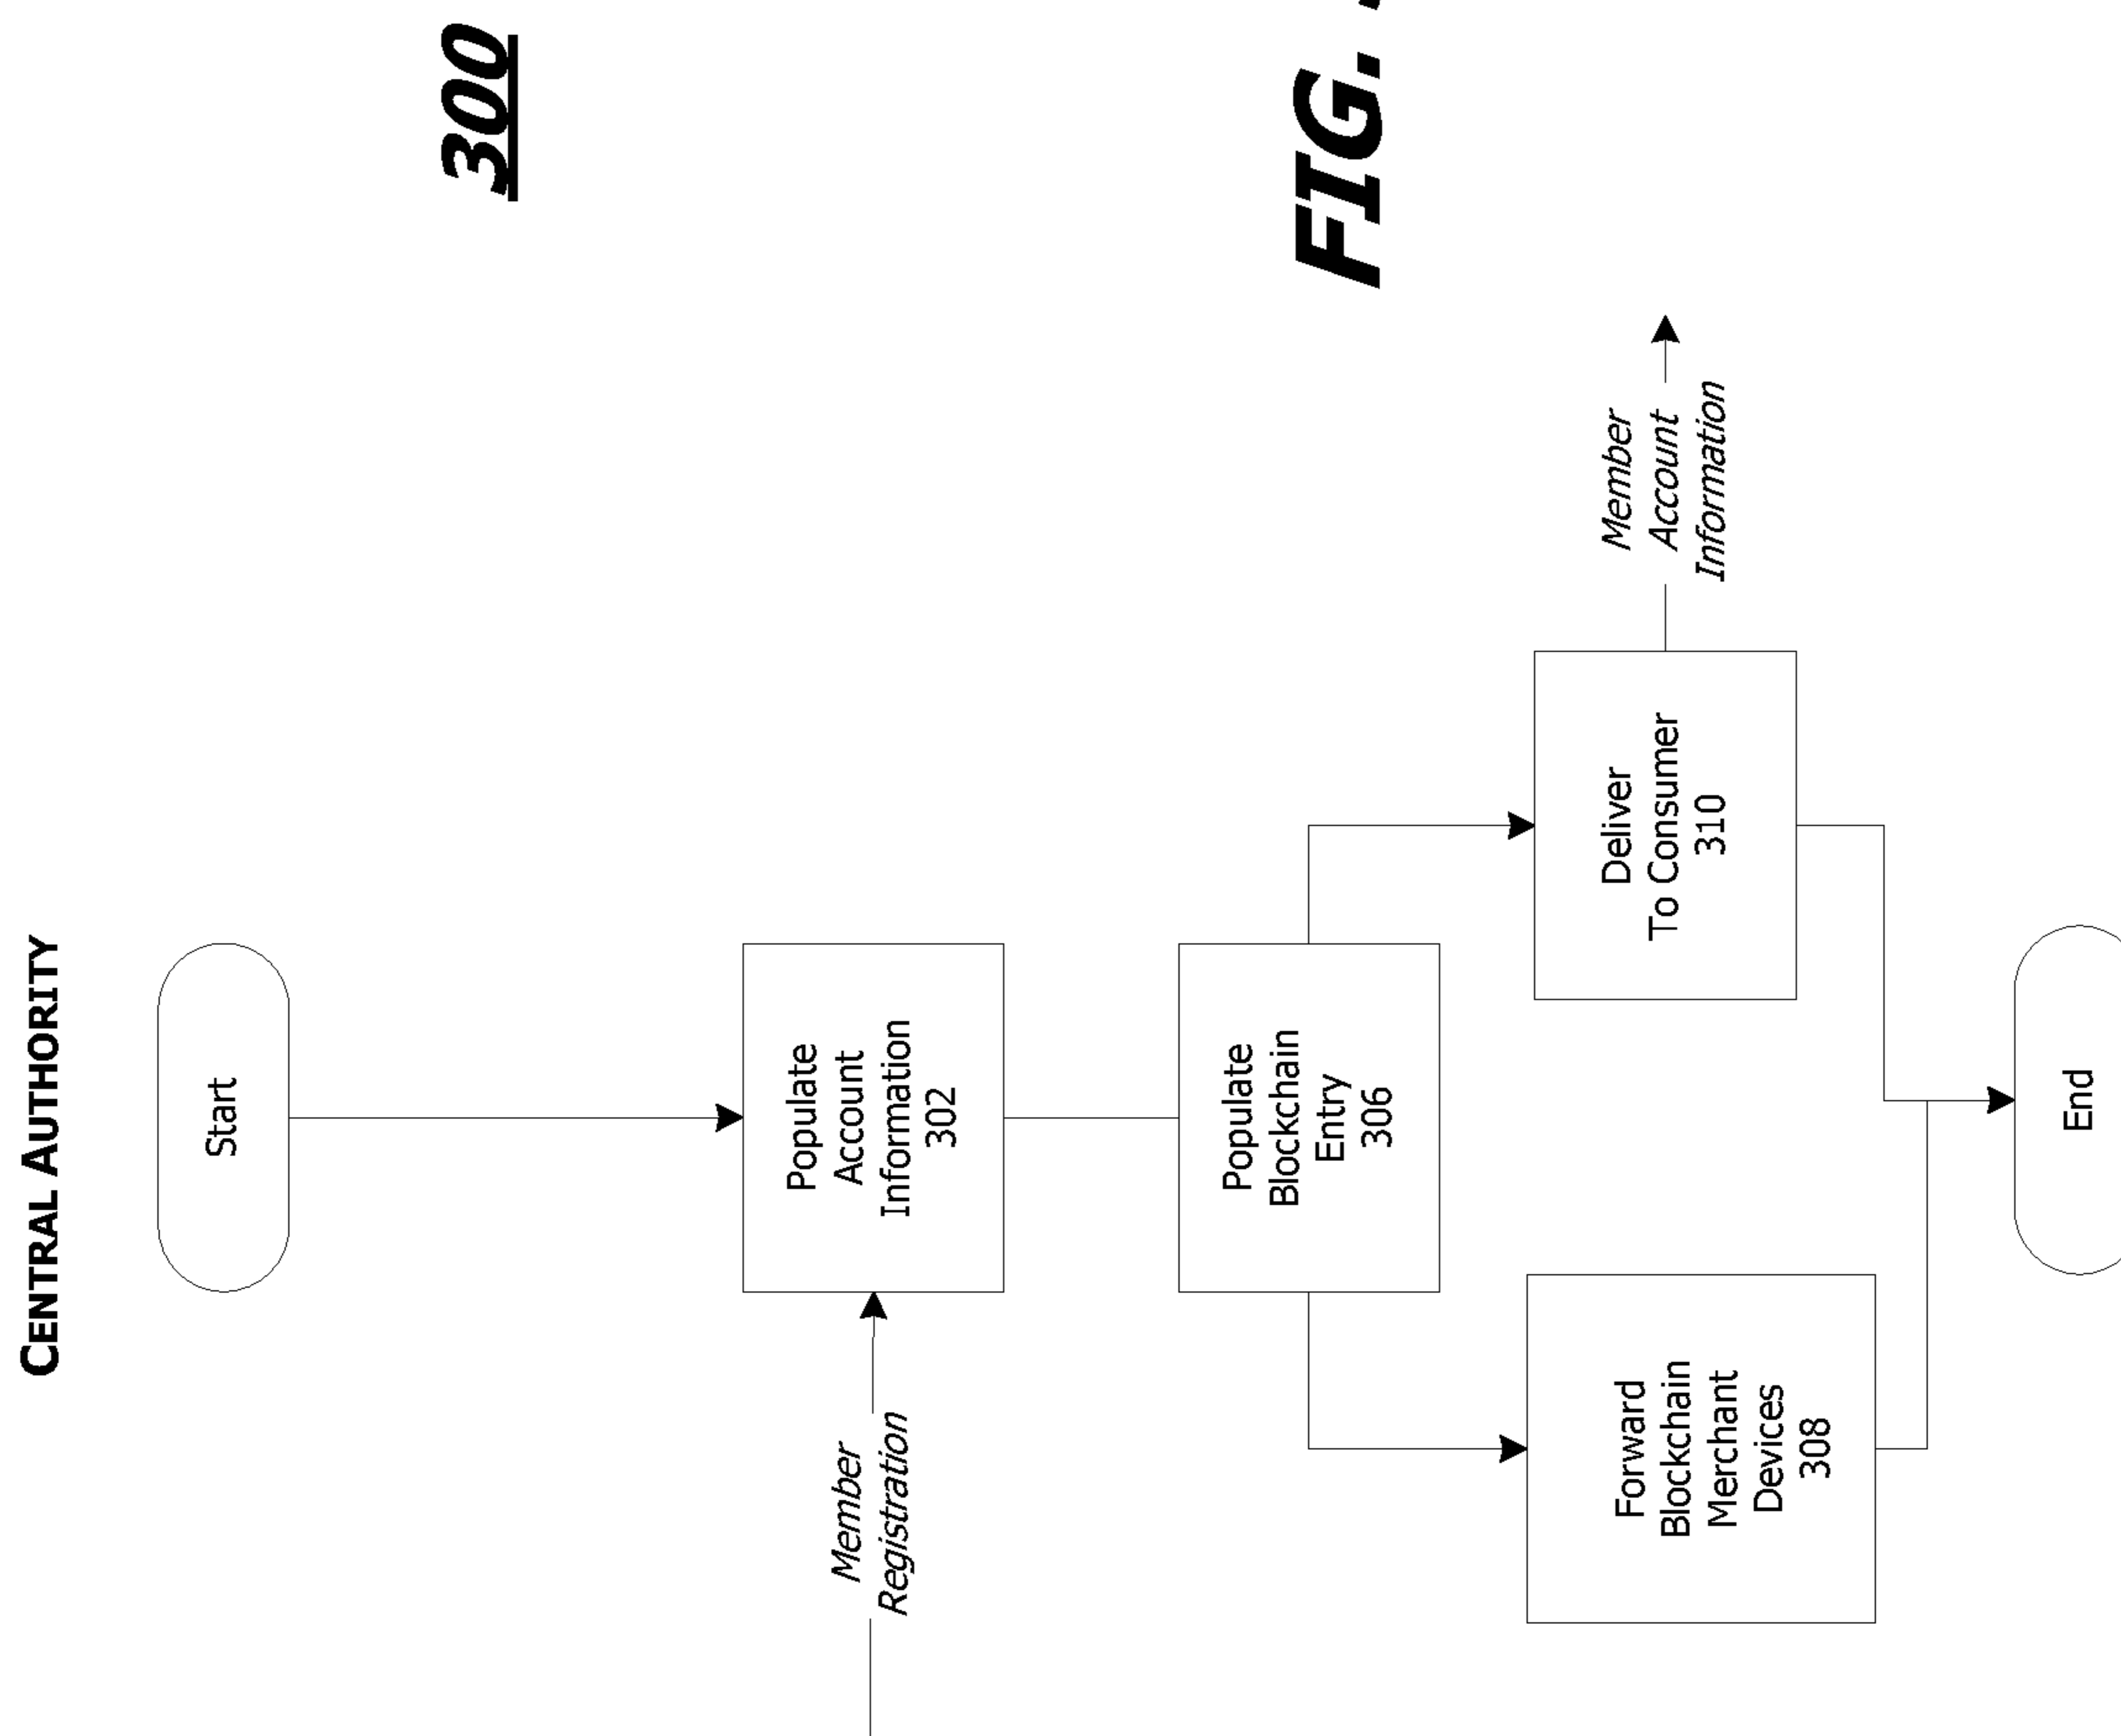 CENTRAL AUTHORITY
300
Start
Member
Registration
Populate
Account
Information
302
Populate
Blockchain
Entry
306
Forward
Blockchain
Merchant
Devices
308
Deliver
To Consumer
310
Member
Account
Information
End
FIG.